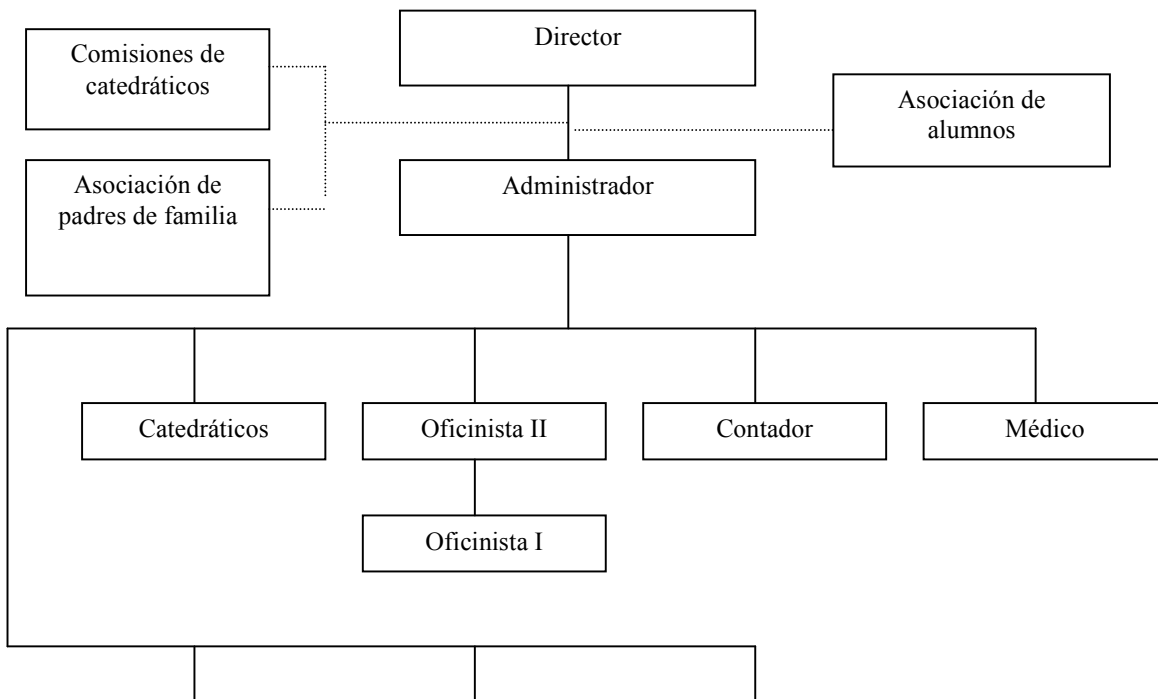 Director
Comisiones de
catedráticos
Asociación de
alumnos
Asociación de
padres de familia
Administrador
Catedráticos
Oficinista II
Contador
Médico
Oficinista I